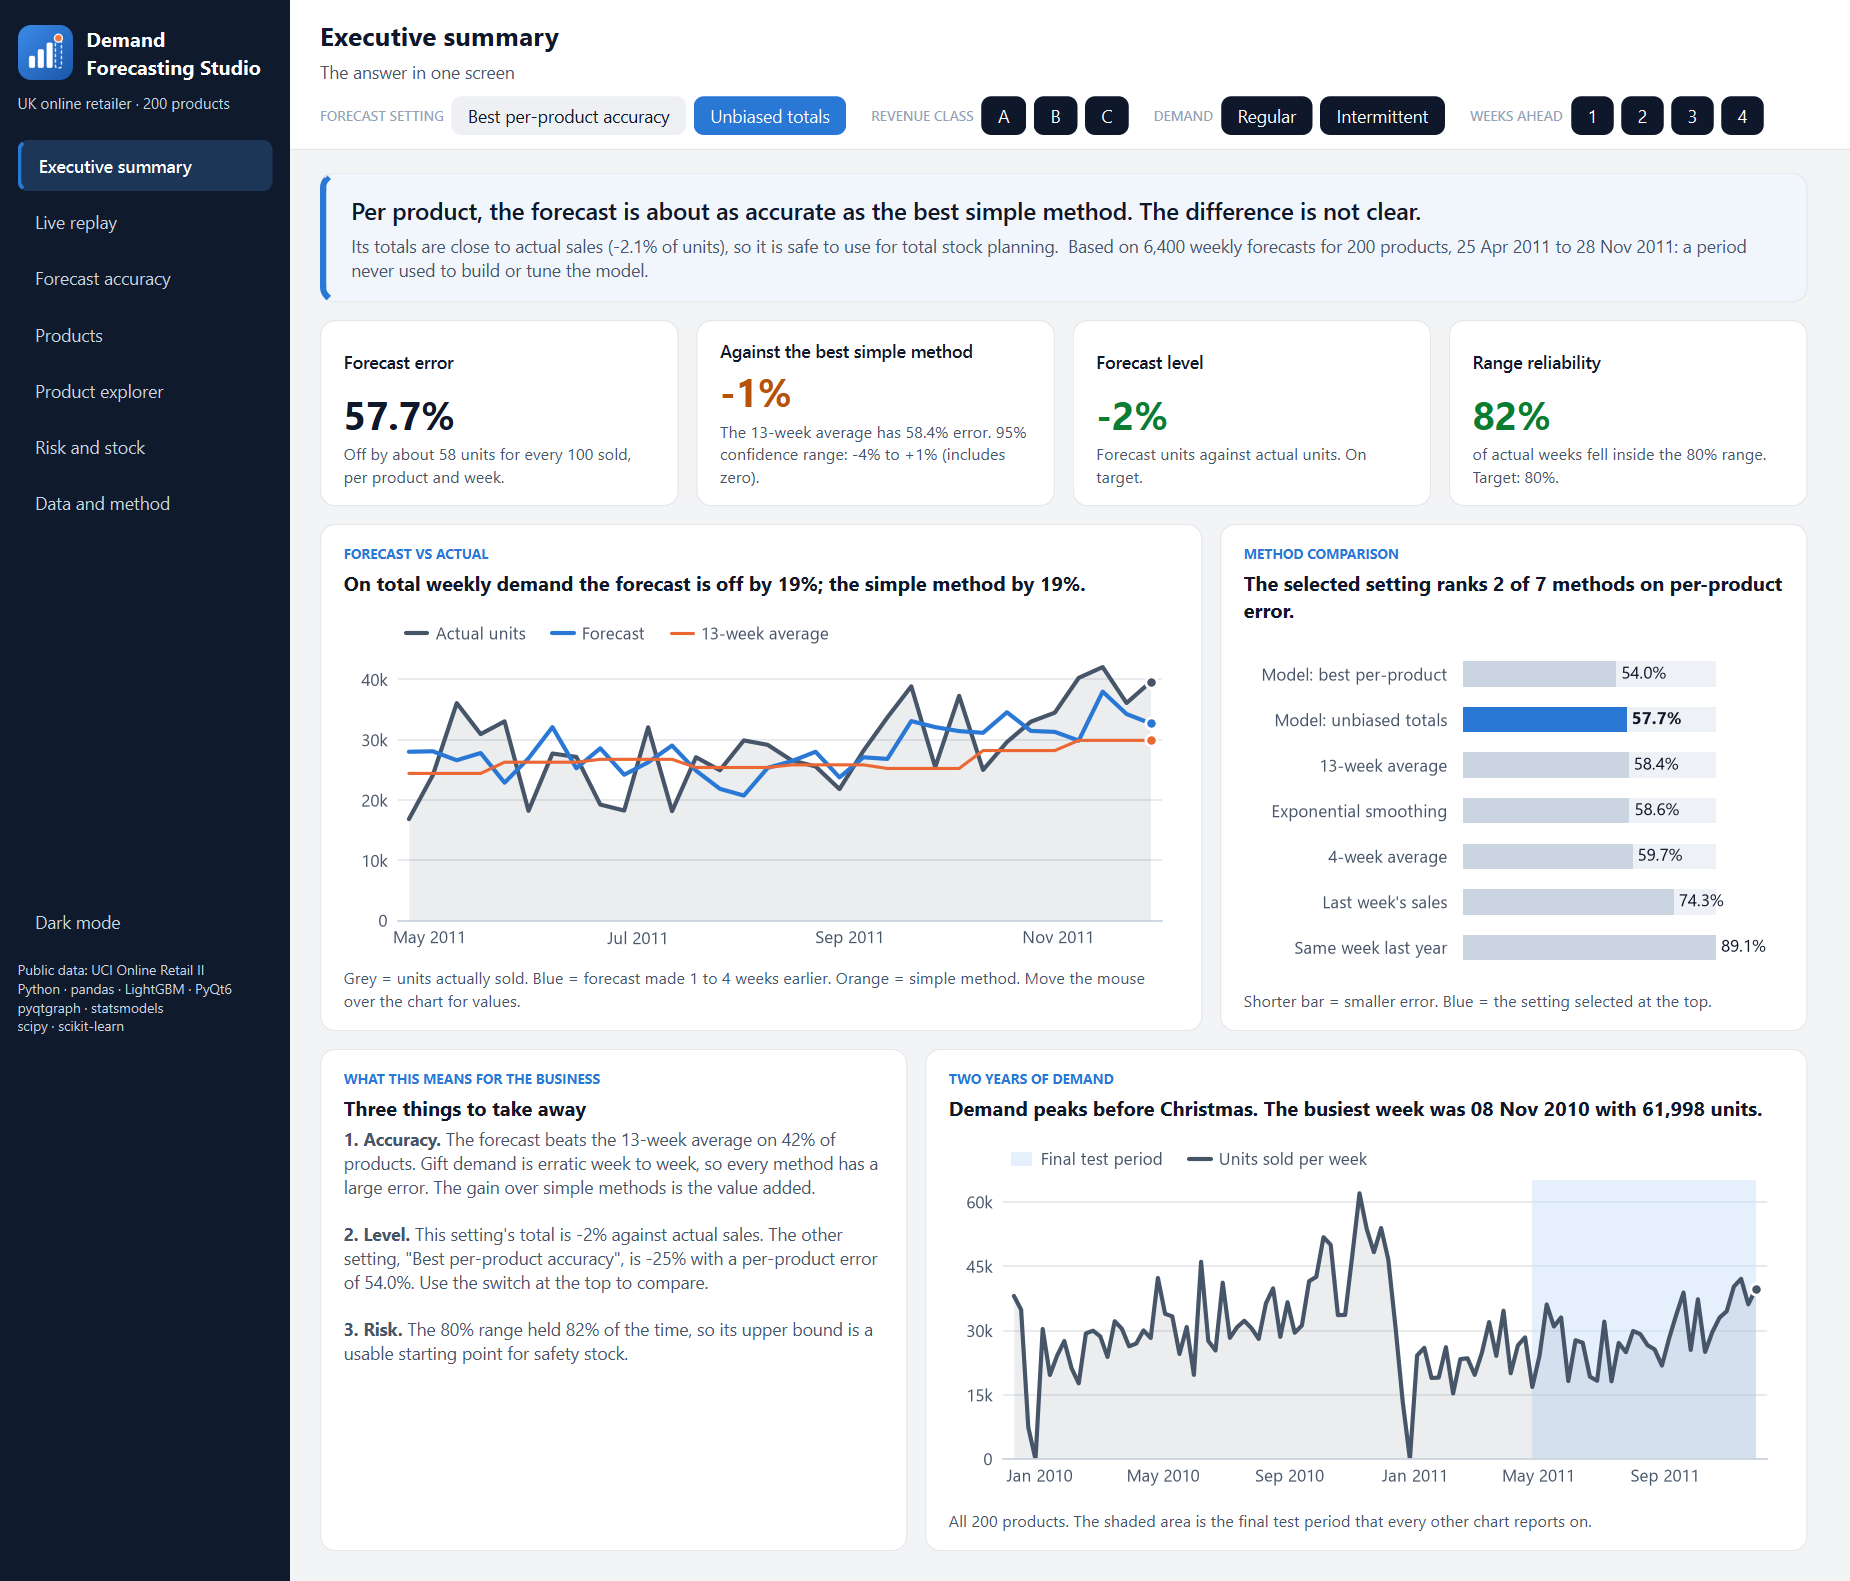 Demand
Forecasting Studio
UK online retailer · 200 products
Executive summary
Live replay
Forecast accuracy
Products
Product explorer
Risk and stock
Data and method
Dark mode
Public data: UCI Online Retail II
Python · pandas · LightGBM · PyQt6
pyqtgraph · statsmodels
scipy · scikit-learn
Executive summary
The answer in one screen
FORECAST SETTING Best per-product accuracy Unbiased totals REVENUE CLASS A B C DEMAND Regular Intermittent WEEKS AHEAD 1 2 3 4
Per product, the forecast is about as accurate as the best simple method. The difference is not clear.
Its totals are close to actual sales (-2.1% of units), so it is safe to use for total stock planning. Based on 6,400 weekly forecasts for 200 products, 25 Apr 2011 to 28 Nov 2011: a period
never used to build or tune the model.
Forecast error
57.7%
Off by about 58 units for every 100 sold,
per product and week.
Against the best simple method
-1%
The 13-week average has 58.4% error. 95%
confidence range: -4% to +1% (includes
zero).
Forecast level
-2%
Forecast units against actual units. On
target.
Range reliability
82%
of actual weeks fell inside the 80% range.
Target: 80%.
FORECAST VS ACTUAL
On total weekly demand the forecast is off by 19%; the simple method by 19%.
Actual units Forecast 13-week average
40k
30k
20k
10k
0
May 2011 Jul 2011 Sep 2011 Nov 2011
Grey = units actually sold. Blue = forecast made 1 to 4 weeks earlier. Orange = simple method. Move the mouse
over the chart for values.
METHOD COMPARISON
The selected setting ranks 2 of 7 methods on per-product
error.
Model: best per-product 54.0%
Model: unbiased totals 57.7%
13-week average 58.4%
Exponential smoothing 58.6%
4-week average 59.7%
Last week's sales 74.3%
Same week last year 89.1%
Shorter bar = smaller error. Blue = the setting selected at the top.
WHAT THIS MEANS FOR THE BUSINESS
Three things to take away
1. Accuracy. The forecast beats the 13-week average on 42% of
products. Gift demand is erratic week to week, so every method has a
large error. The gain over simple methods is the value added.
2. Level. This setting's total is -2% against actual sales. The other
setting, "Best per-product accuracy", is -25% with a per-product error
of 54.0%. Use the switch at the top to compare.
3. Risk. The 80% range held 82% of the time, so its upper bound is a
usable starting point for safety stock.
TWO YEARS OF DEMAND
Demand peaks before Christmas. The busiest week was 08 Nov 2010 with 61,998 units.
Final test period Units sold per week
60k
45k
30k
15k
0
Jan 2010 May 2010 Sep 2010 Jan 2011 May 2011 Sep 2011
All 200 products. The shaded area is the final test period that every other chart reports on.